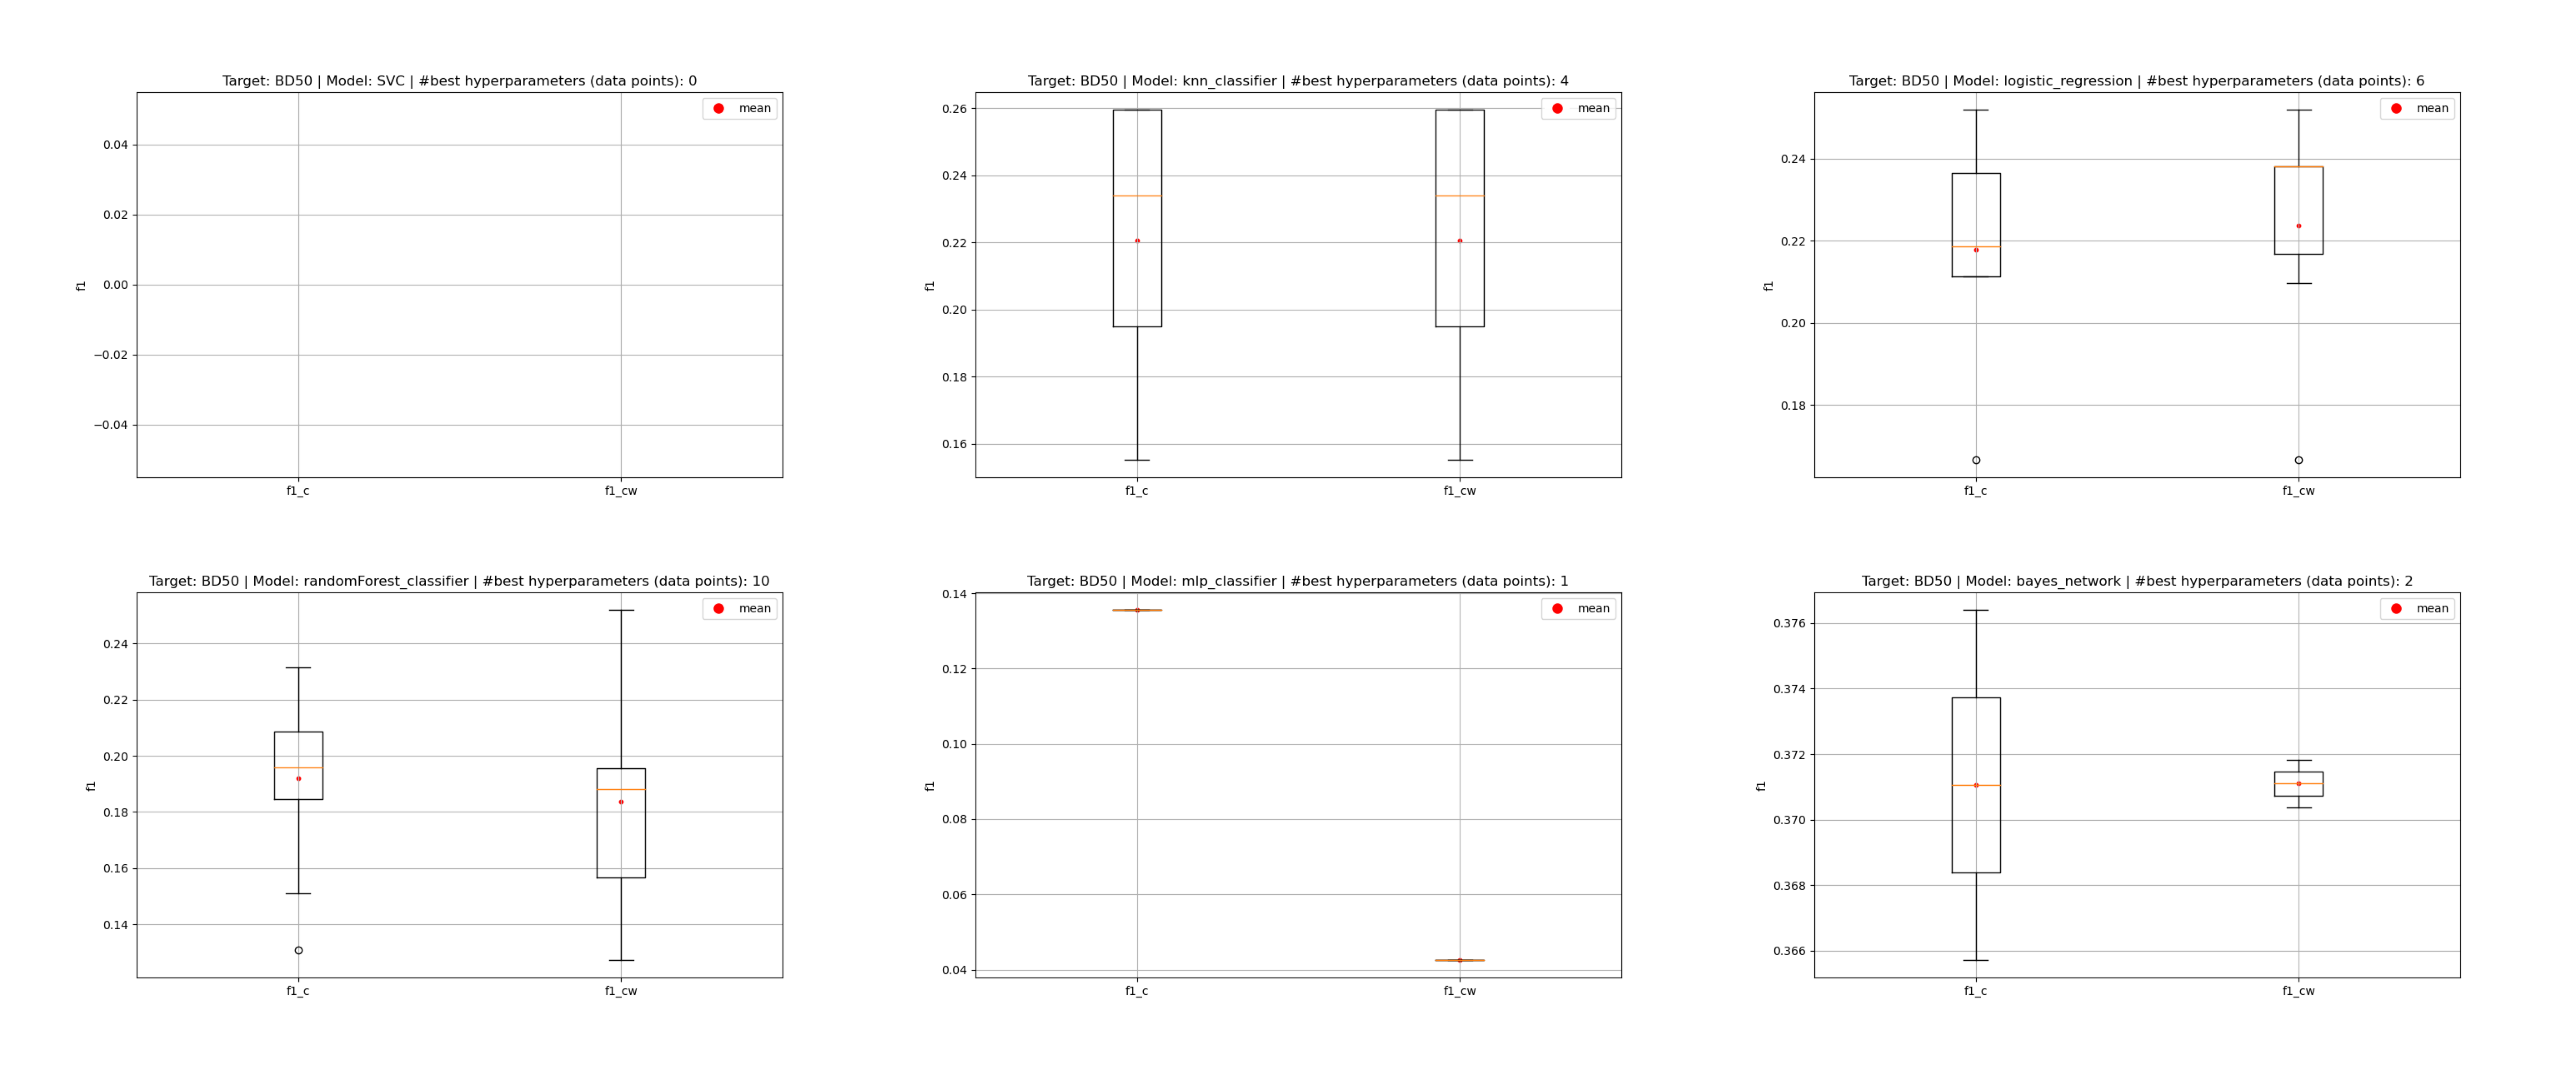 Target: BD50 | Model: SVC | #best hyperparameters (data points): 0
mean
0.04
0.02
0.00
−0.02
−0.04
f1
f1_c
f1_cw
Target: BD50 | Model: knn_classifier | #best hyperparameters (data points): 4
mean
0.26
0.24
0.22
0.20
0.18
0.16
f1
f1_c
f1_cw
Target: BD50 | Model: logistic_regression | #best hyperparameters (data points): 6
mean
0.24
0.22
0.20
0.18
f1
f1_c
f1_cw
Target: BD50 | Model: randomForest_classifier | #best hyperparameters (data points): 10
mean
0.24
0.22
0.20
0.18
0.16
0.14
f1
f1_c
f1_cw
Target: BD50 | Model: mlp_classifier | #best hyperparameters (data points): 1
mean
0.14
0.12
0.10
0.08
0.06
0.04
f1
f1_c
f1_cw
Target: BD50 | Model: bayes_network | #best hyperparameters (data points): 2
mean
0.376
0.374
0.372
0.370
0.368
0.366
f1
f1_c
f1_cw